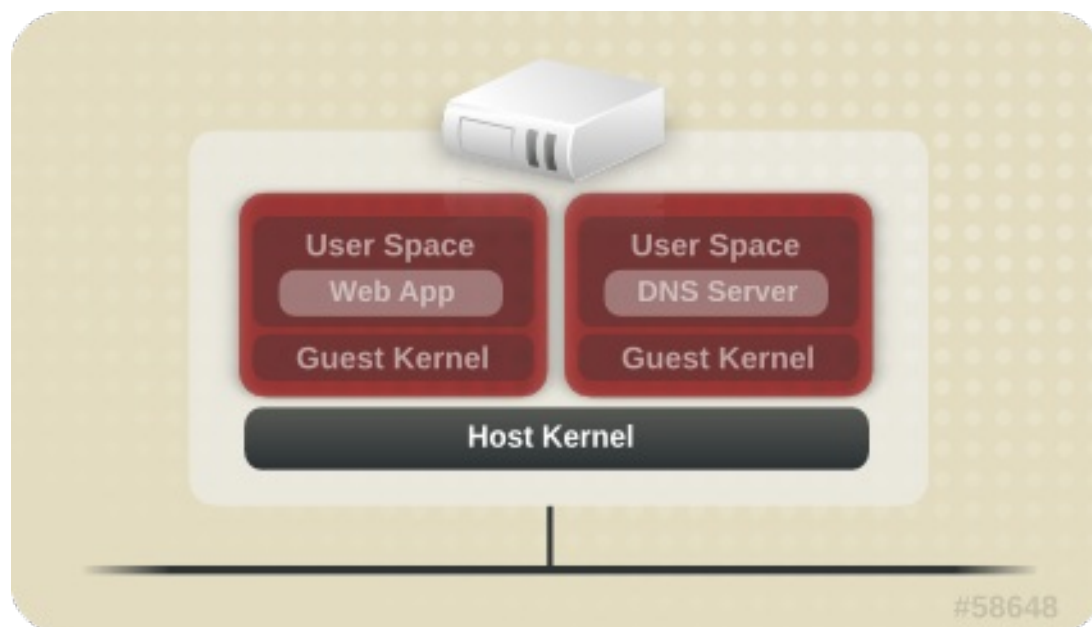 User Space
Web App
Guest Kernel
User Space
DNS Server
Guest Kernel
Host Kernel
#58648